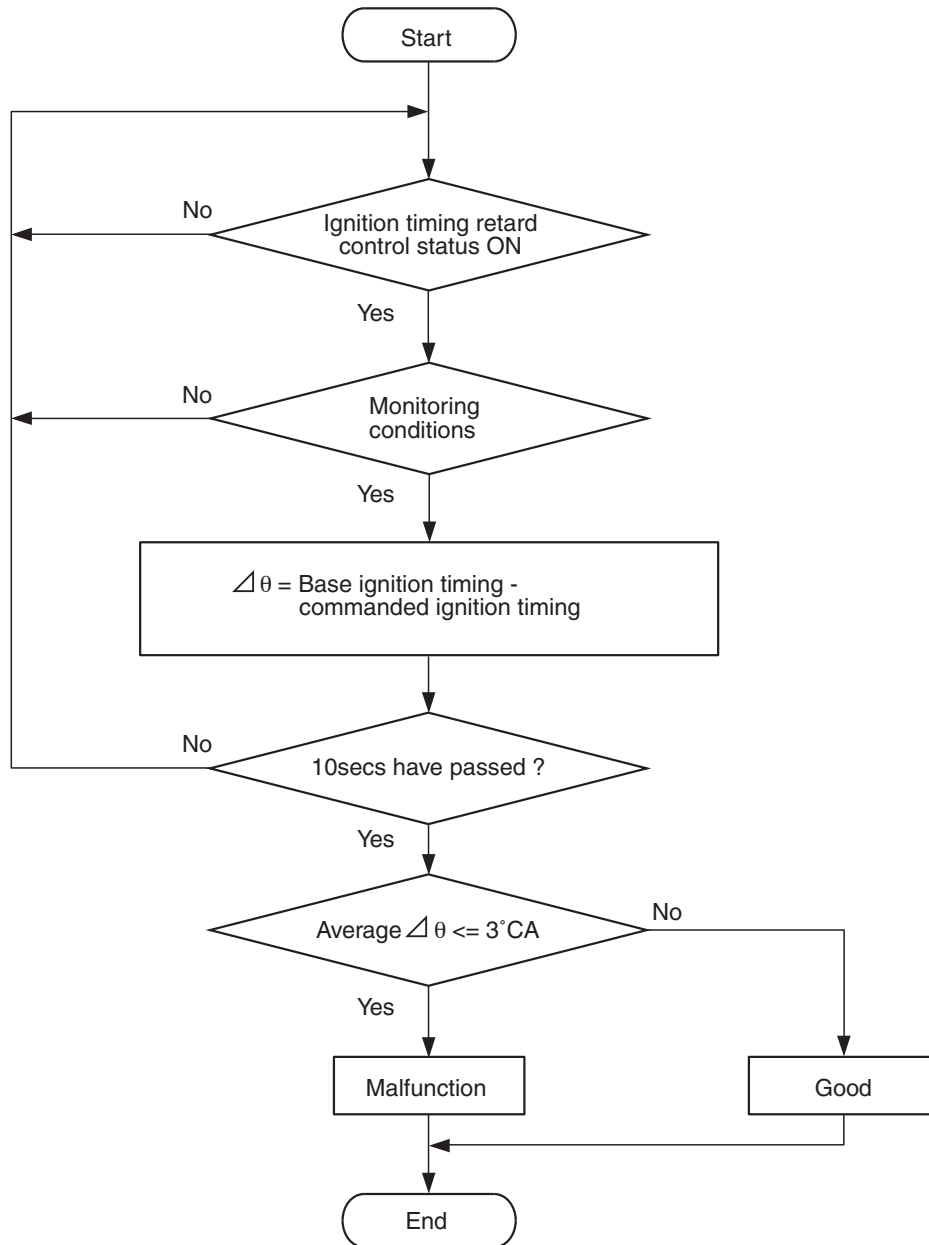 Start
No
Ignition timing retard
control status ON
Yes
No
Monitoring
conditions
Yes
⊿θ = Base ignition timing -
commanded ignition timing
No
10secs have passed ?
Yes
Average⊿θ <= 3˚CA
No
Yes
Malfunction
Good
End